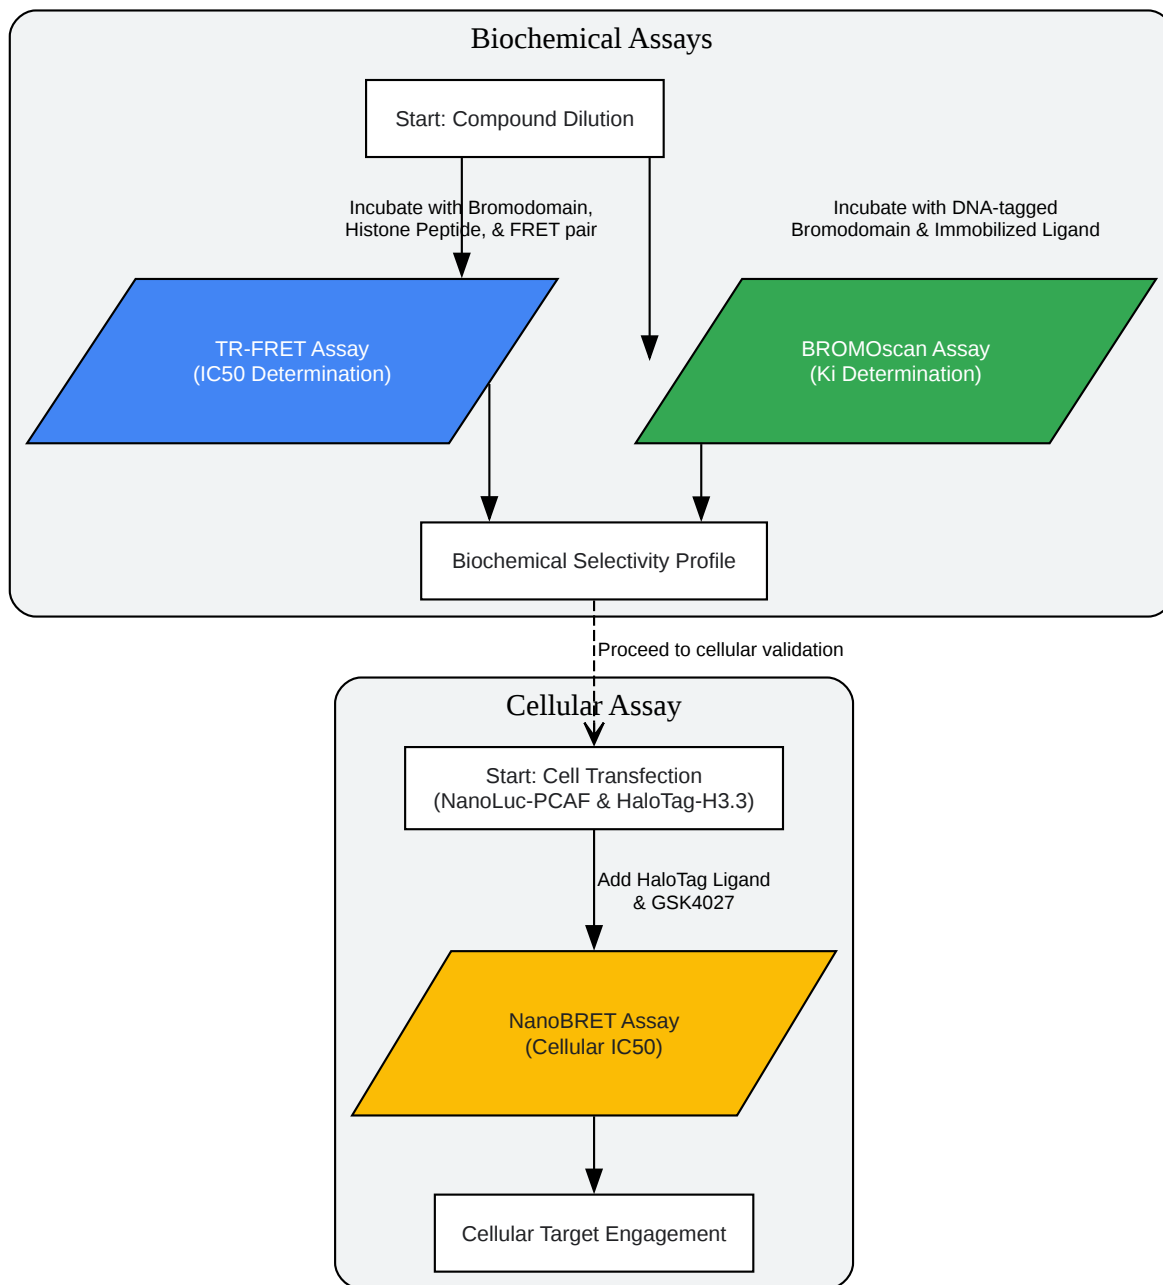 Biochemical Assays
Start: Compound Dilution
Incubate with Bromodomain,
Histone Peptide, & FRET pair
Incubate with DNA-tagged
Bromodomain & Immobilized Ligand
TR-FRET Assay
(IC50 Determination)
BROMOscan Assay
(Ki Determination)
Biochemical Selectivity Profile
Proceed to cellular validation
Cellular Assay
Start: Cell Transfection
(NanoLuc-PCAF & HaloTag-H3.3)
Add HaloTag Ligand
& GSK4027
NanoBRET Assay
(Cellular IC50)
Cellular Target Engagement